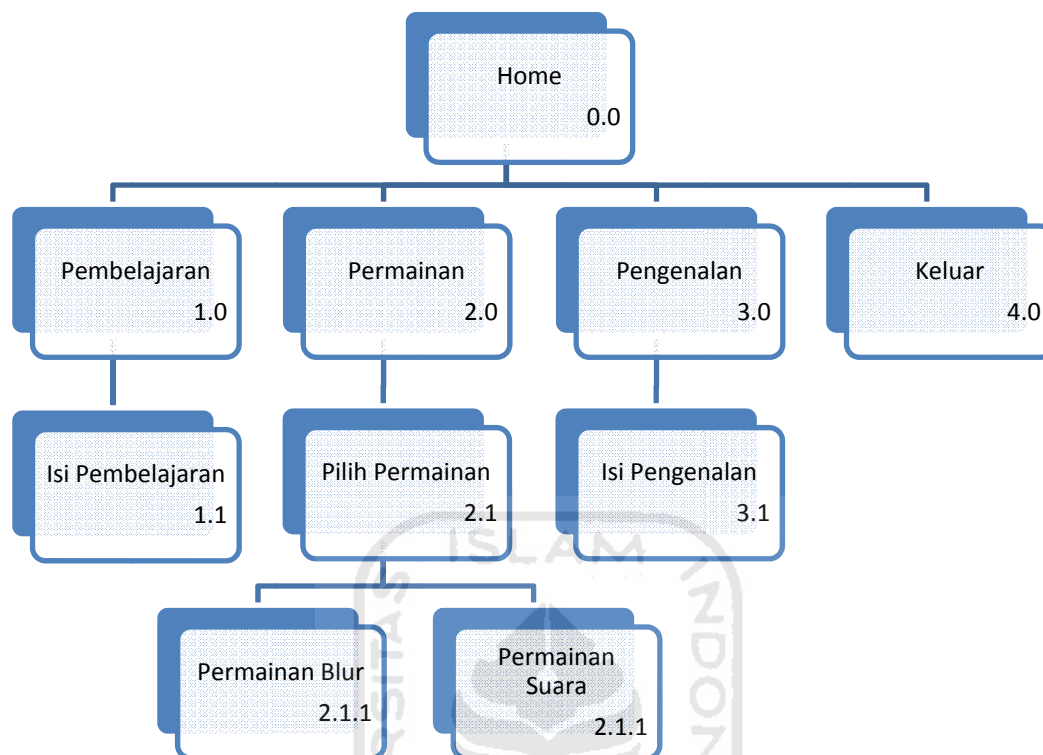 Home
0.0
Pembelajaran
1.0
Permainan
2.0
Pengenalan
3.0
Keluar
4.0
Isi Pembelajaran
1.1
Pilih Permainan
2.1
Isi Pengenalan
3.1
ISLAM
Permainan Blur
2.1.1
Permainan
Suara
2.1.1